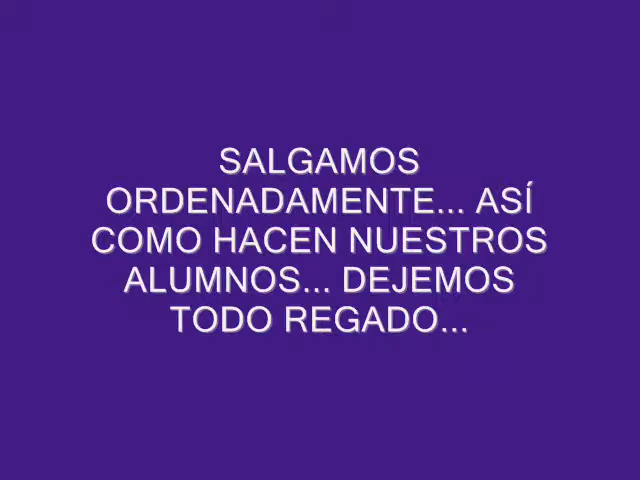 SALGAMOS
ORDENADAMENTE... ASÍ
COMO HACEN NUESTROS
ALUMNOS... DEJEMOS
TODO REGADO...